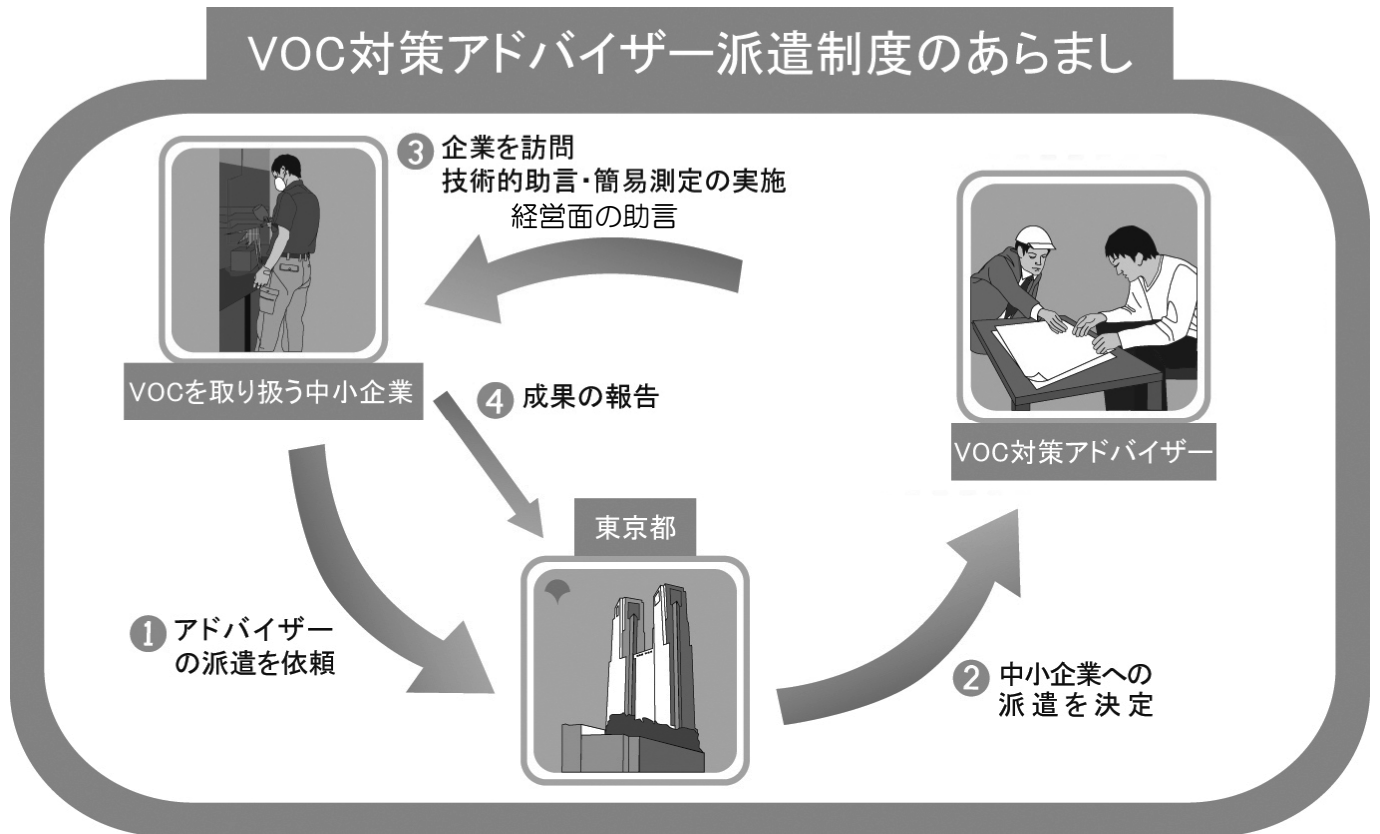 VOC対策アドバイザー派遣制度のあらまし
❸ 企業を訪問
技術的助言・簡易測定の実施
経営面の助言
VOCを取り扱う中小企業
❹ 成果の報告
VOC対策アドバイザー
東京都
❶ アドバイザー
の派遣を依頼
❷ 中小企業への
派遣を決定